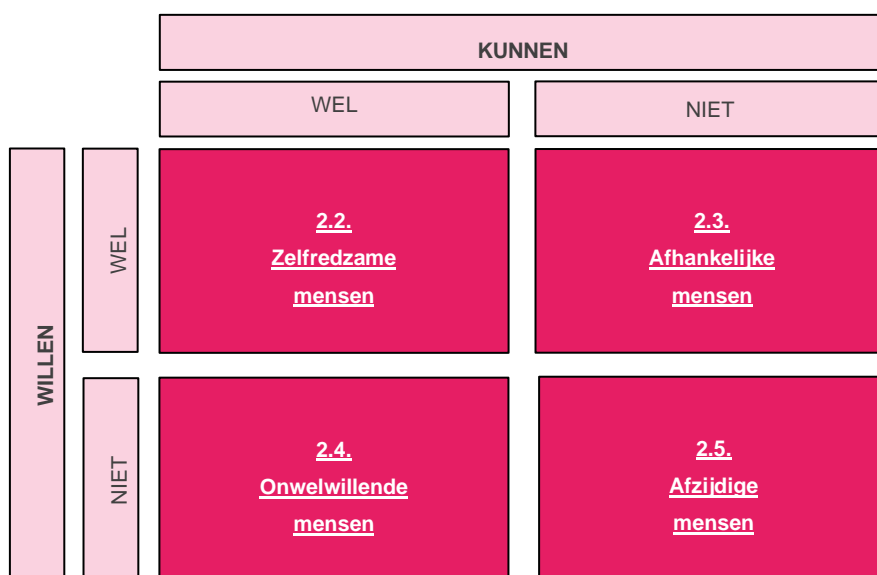 KUNNEN
WEL
NIET
WILLEN
WEL
2.2.
Zelfredzame
mensen
2.3.
Afhankelijke
mensen
NIET
2.4.
Onwelwillende
mensen
2.5.
Afzijdige
mensen